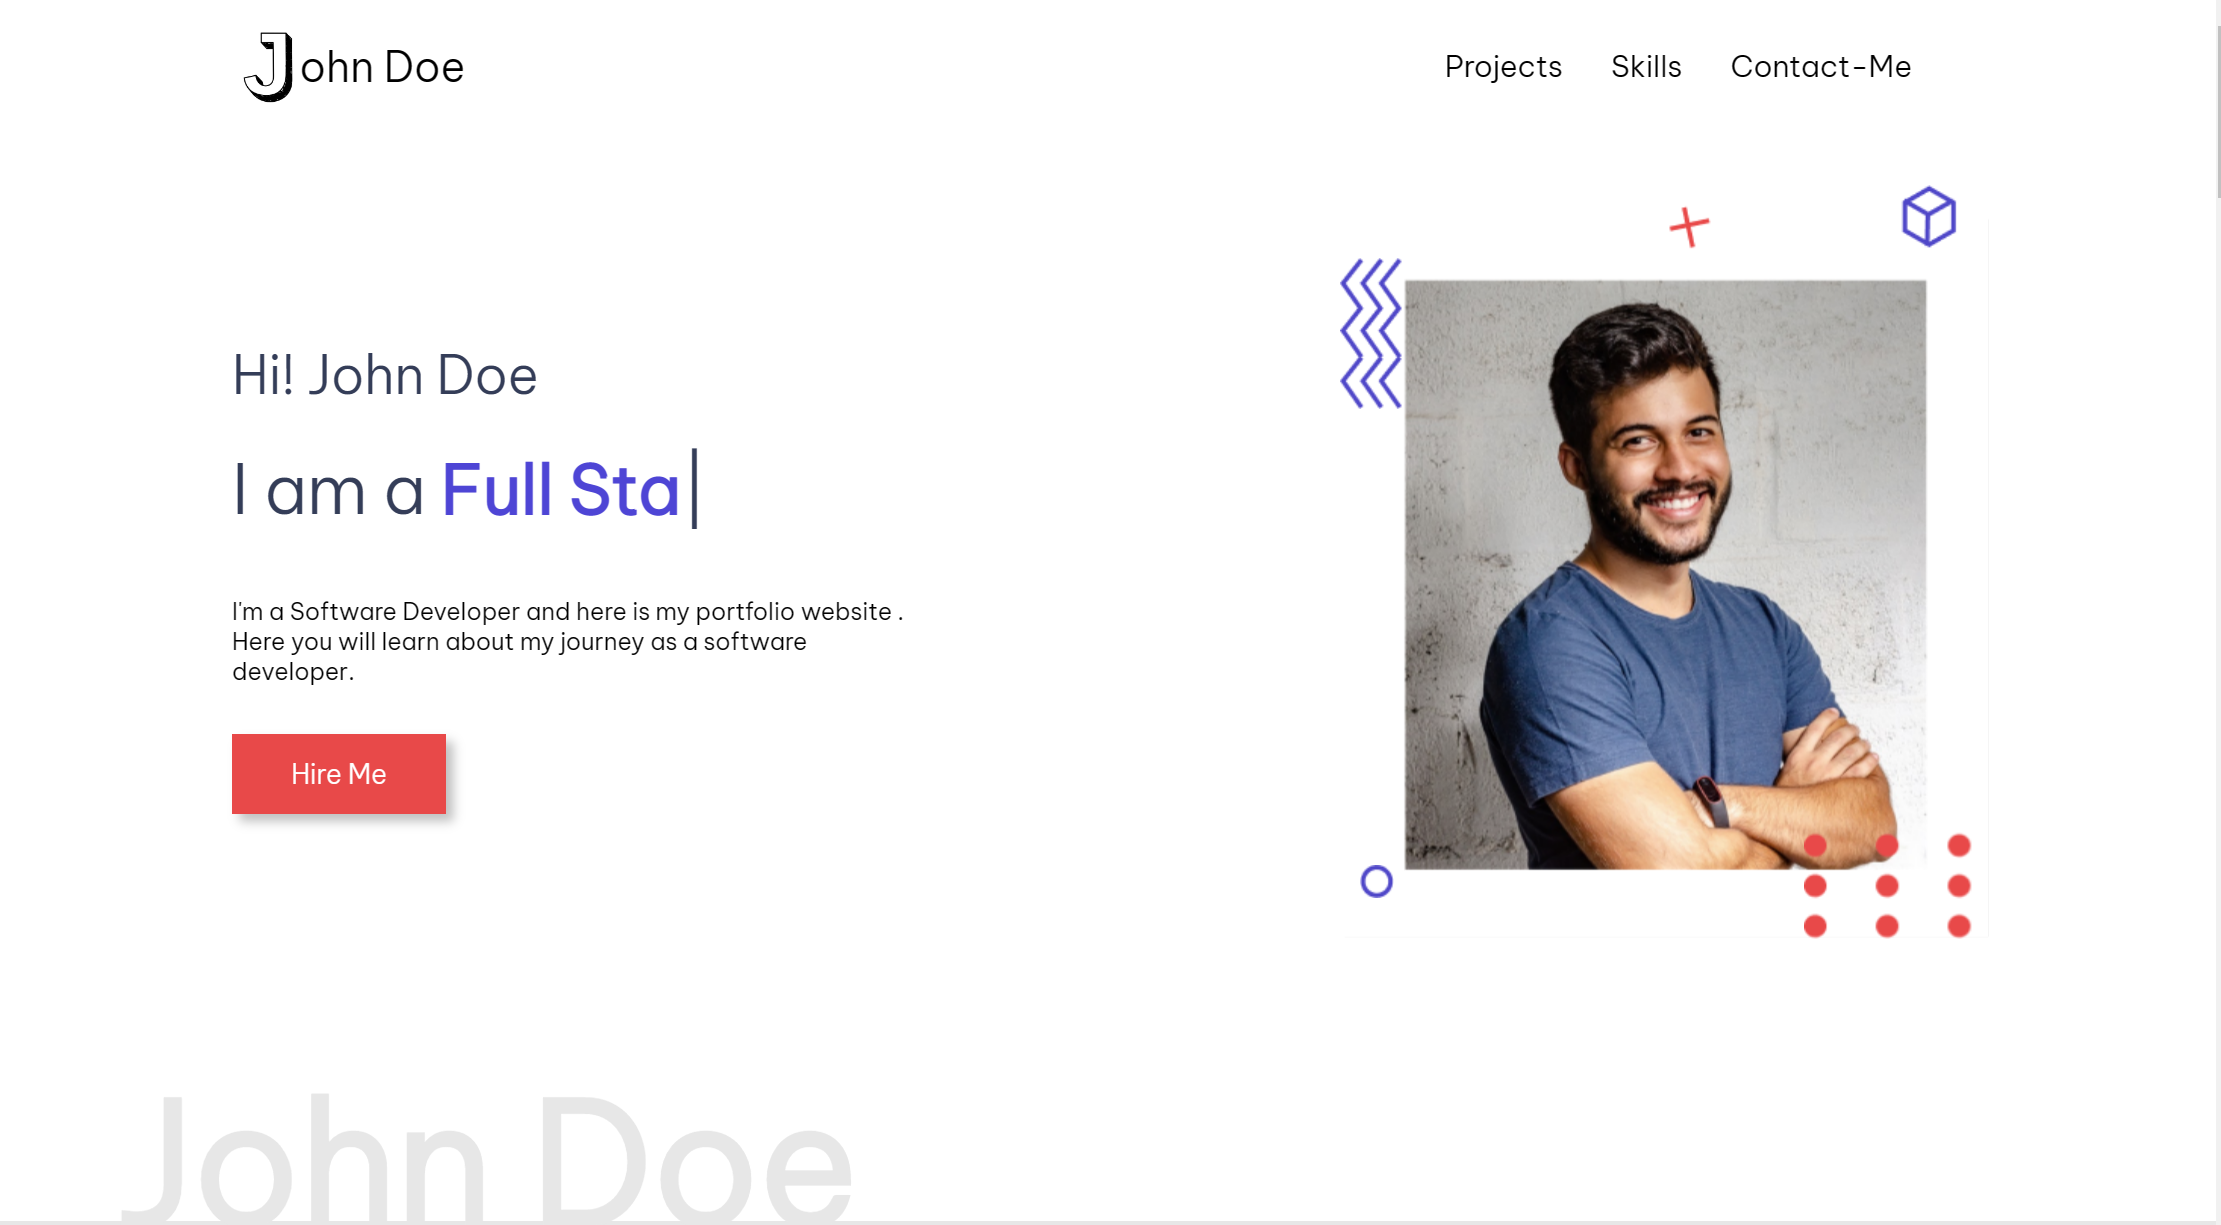 John Doe
Projects Skills Contact-Me
Hi! John Doe
I am a Full Sta
I'm a Software Developer and here is my portfolio website .
Here you will learn about my journey as a software
developer.
Hire Me
John Doe